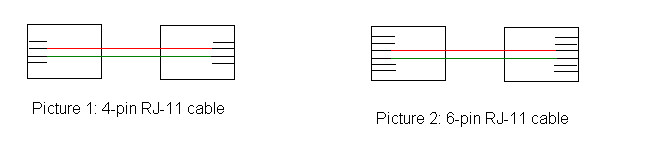 Picture 1: 4-pin RJ-11 cable
Picture 2: 6-pin RJ-11 cable